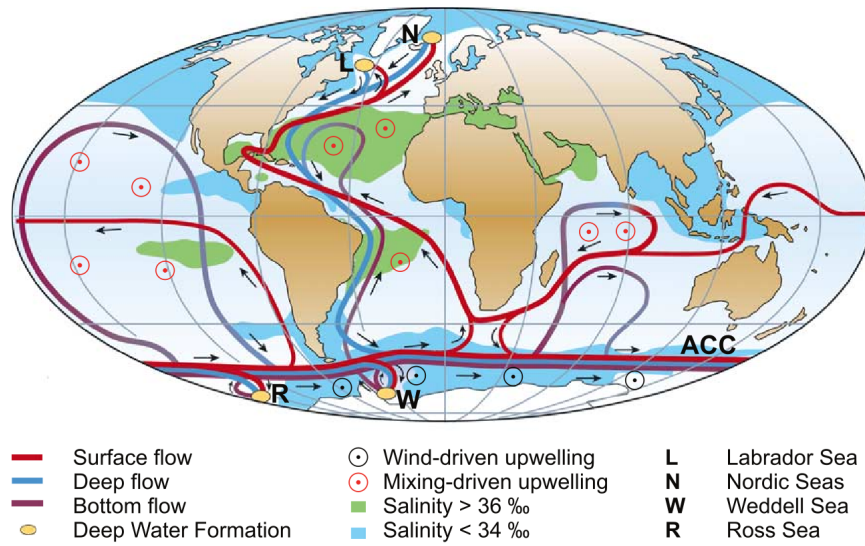 N
L
ACC
R
W
Surface flow
Deep flow
Bottom flow
Deep Water Formation
Wind-driven upwelling
Mixing-driven upwelling
Salinity > 36 ‰
Salinity < 34 ‰
L Labrador Sea
N Nordic Seas
W Weddell Sea
R Ross Sea